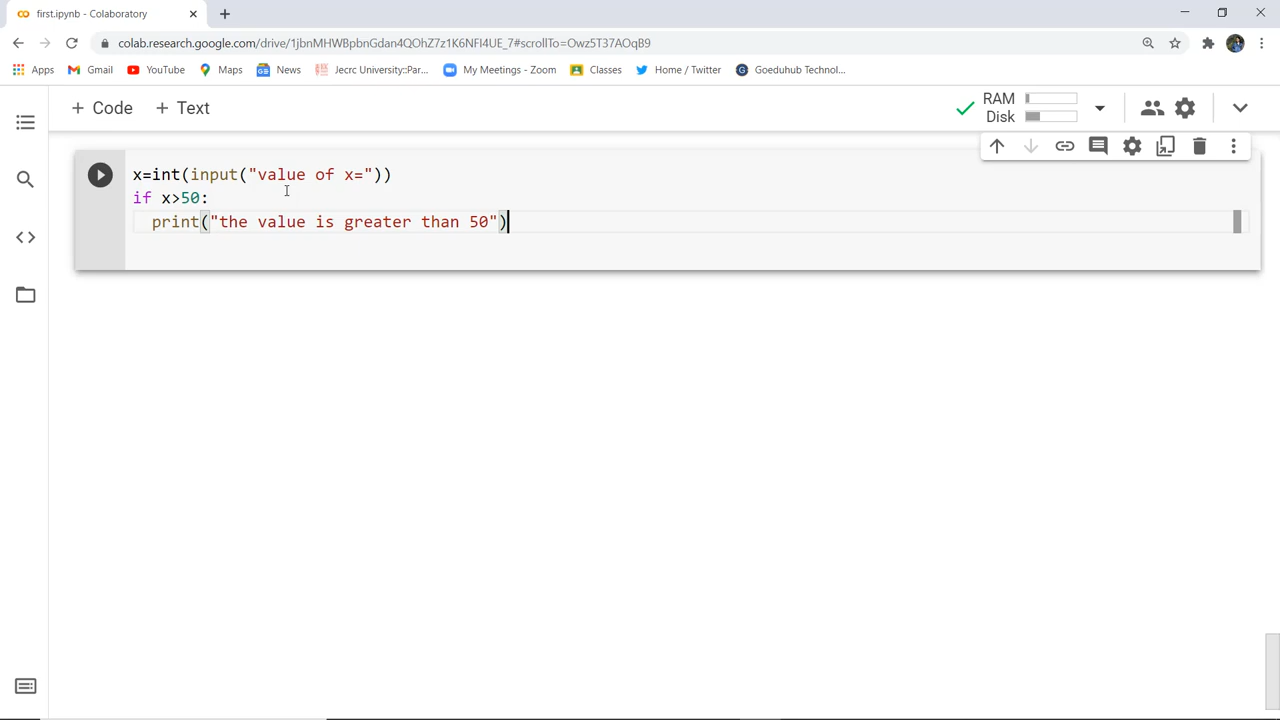 first.ipynb - Colaboratory
colab.research.google.com/drive/1jbnMHWBpbnGdan4QOhZ7z1K6NFI4UE_7#scrollTo=Owz5T37AOqB9
Apps Gmail YouTube Maps News Jecrc University::Par... My Meetings - Zoom Classes Home / Twitter Goeduhub Technol...
+ Code + Text
RAM
Disk
x=int(input("value of x="))
if x>50:
print("the value is greater than 50")